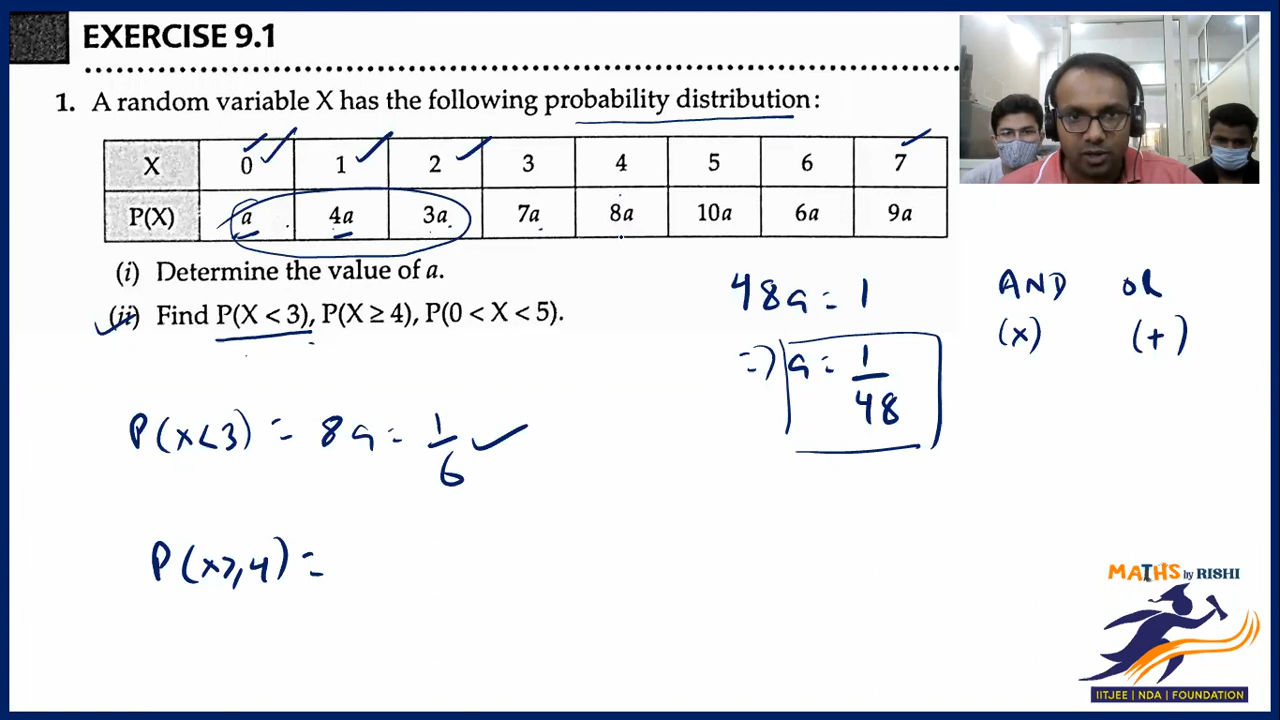 EXERCISE 9.1
1. A random variable X has the following probability distribution:
X 0 1 2 3 4 5 6 7
P(X) a 4a 3a 7a 8a 10a 6a 9a
(i) Determine the value of a.
(ii) Find P(X < 3), P(X ≥ 4), P(0 < X < 5).
48a = 1
=> a = 1/48
AND OR
(x) (+)
P(x<3) = 8a = 1/6
P(x≥4) =
MATHS by RISHI
IITJEE | NDA | FOUNDATION